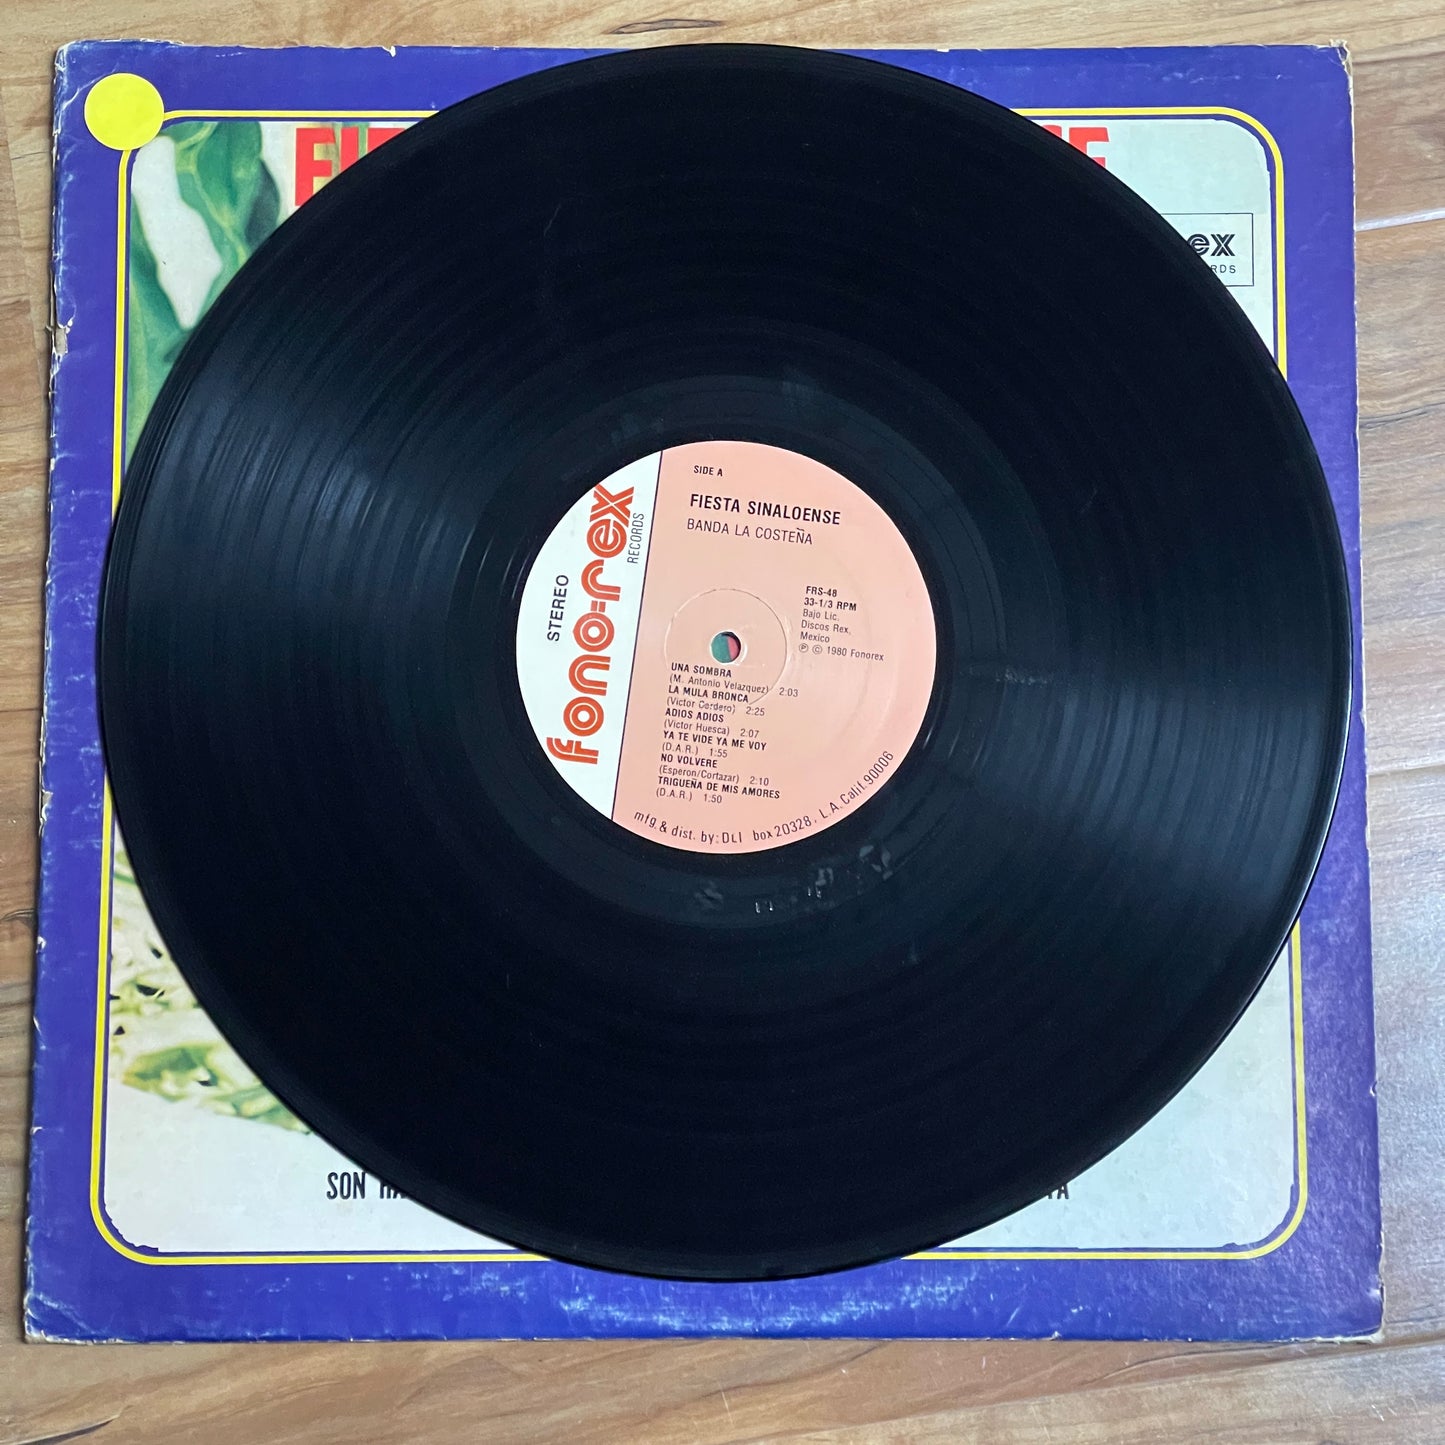 rex
RDS
SIDE A
FIESTA SINALOENSE
BANDA LA COSTEÑA
STEREO
fono-rex
RECORDS
FRS-48
33-1/3 RPM
Bajo Lic.
Discos Rex,
Mexico
Ⓟ © 1980 Fonorex
UNA SOMBRA
(M. Antonio Velazquez) 2:03
LA MULA BRONCA
(Victor Cordero) 2:25
ADIOS ADIOS
(Victor Huesca) 2:07
YA TE VIDE YA ME VOY
(D.A.R.) 1:55
NO VOLVERE
(Esperon/Cortazar) 2:10
TRIGUEÑA DE MIS AMORES
(D.A.R.) 1:50
mfg. & dist. by: DLI box 20328, L.A. Calif. 90006
SON